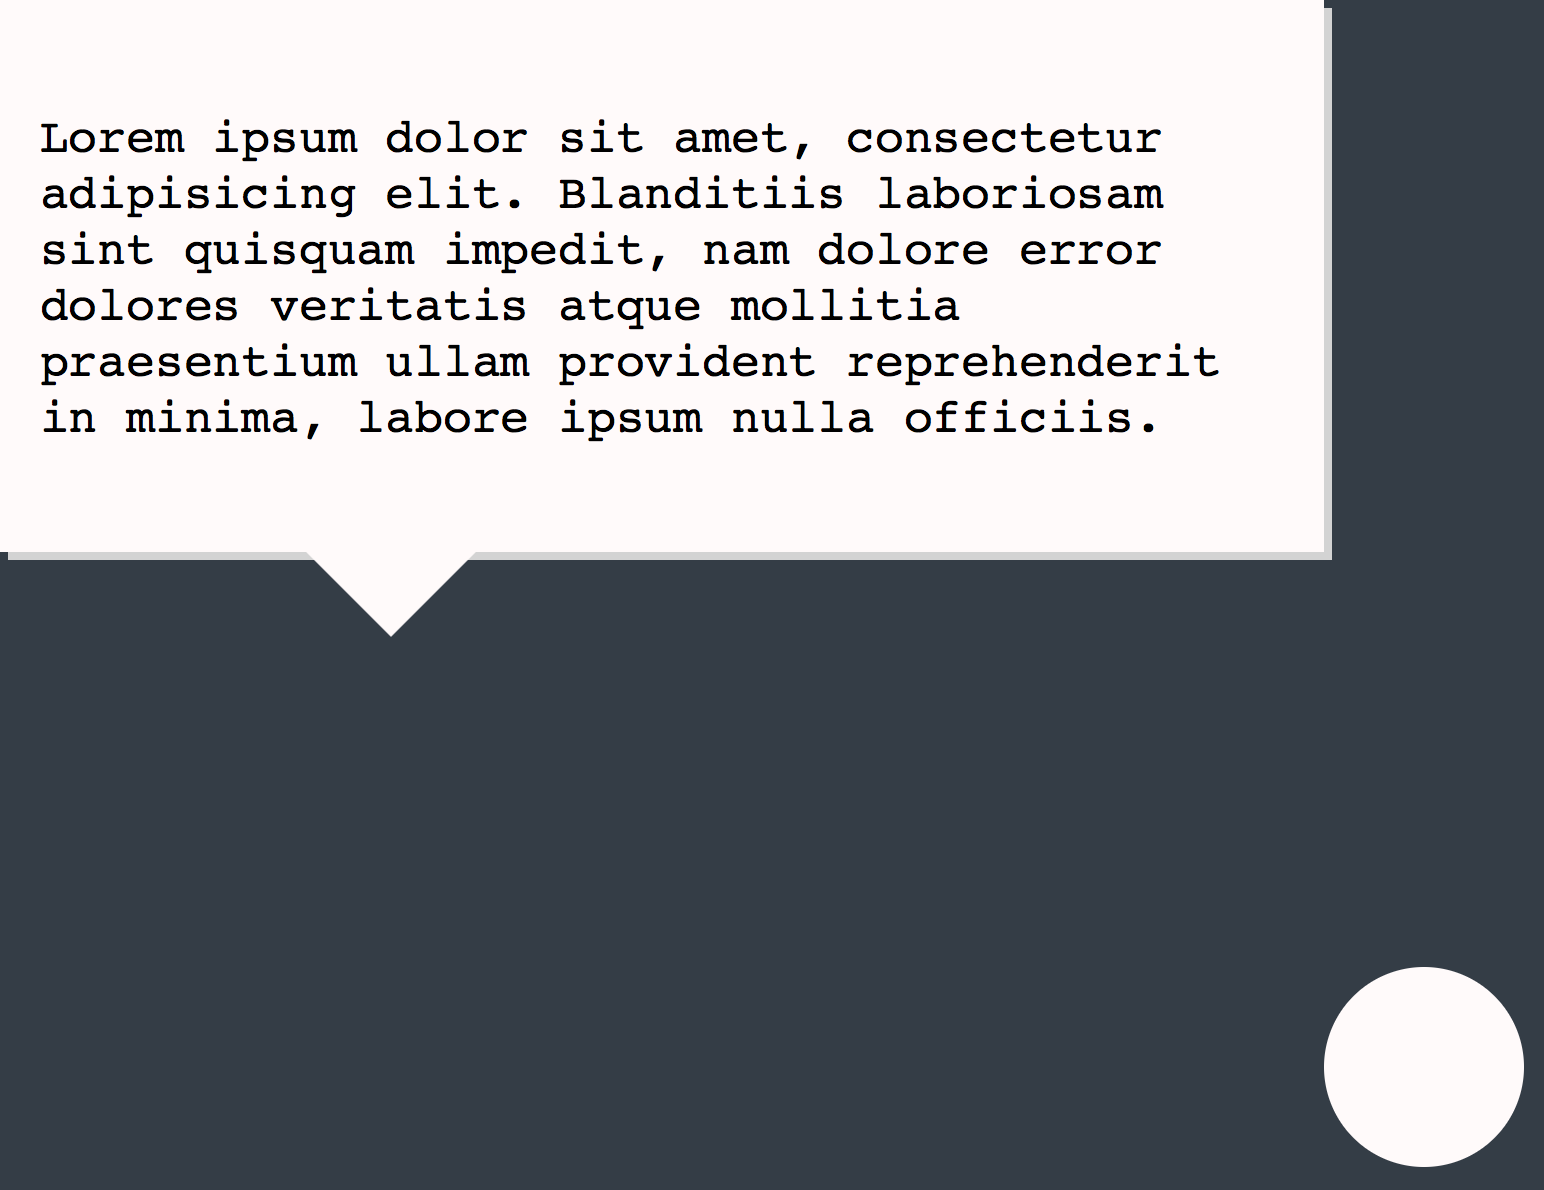 Lorem ipsum dolor sit amet, consectetur
adipisicing elit. Blanditiis laboriosam
sint quisquam impedit, nam dolore error
dolores veritatis atque mollitia
praesentium ullam provident reprehenderit
in minima, labore ipsum nulla officiis.